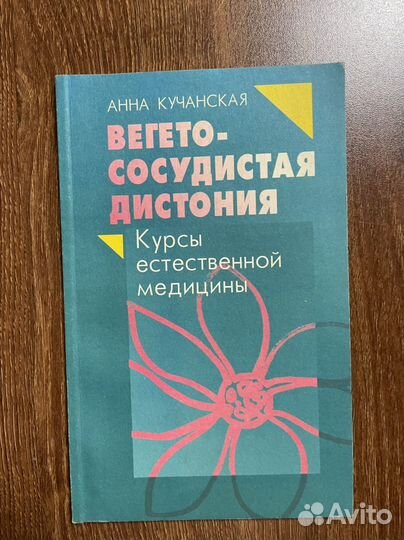 АННА КУЧАНСКАЯ
ВЕГЕТО-
СОСУДИСТАЯ
ДИСТОНИЯ
Курсы
естественной
медицины
Avito